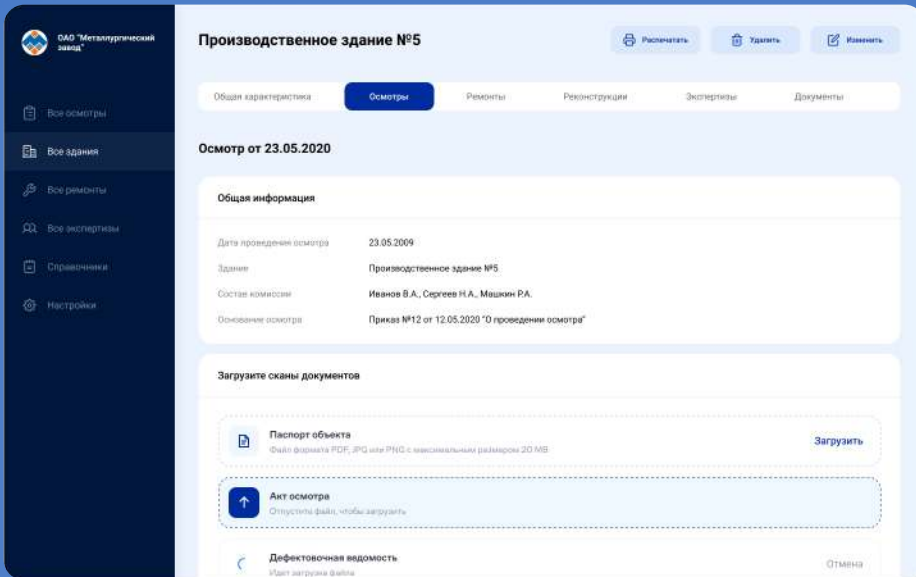 ОАО "Металлургический
завод"
Все осмотры
Все здания
Все ремонты
Все экспертизы
Справочники
Настройки
Производственное здание №5
Распечатать
Удалить
Изменить
Общая характеристика
Осмотры
Ремонты
Реконструкции
Экспертизы
Документы
Осмотр от 23.05.2020
Общая информация
Дата проведения осмотра 23.05.2009
Здание Производственное здание №5
Состав комиссии Иванов В.А., Сергеев Н.А., Машкин Р.А.
Основание осмотра Приказ №12 от 12.05.2020 "О проведении осмотра"
Загрузите сканы документов
Паспорт объекта
Файл формата PDF, JPG или PNG с максимальным размером 20 MB
Загрузить
Акт осмотра
Отпустите файл, чтобы загрузить
Дефектовочная ведомость
Идет загрузка файла
Отмена